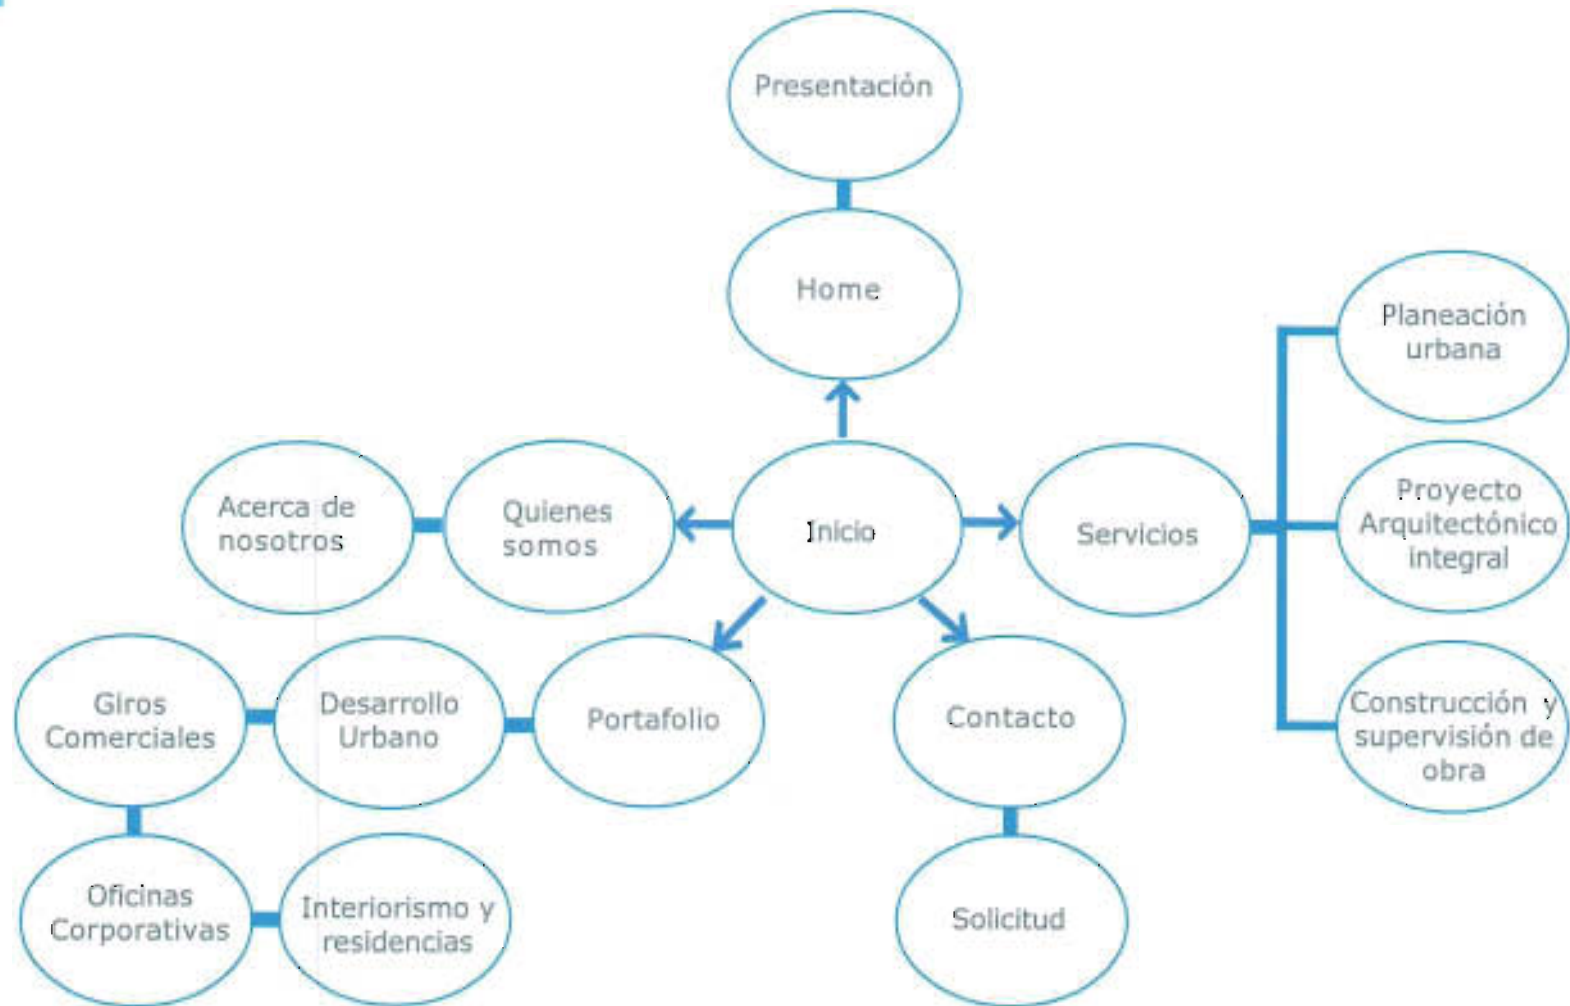 Presentación
Home
Planeación
urbana
Acerca de
nosotros
Quienes
somos
Inicio
Servicios
Proyecto
Arquitectónico
integral
Giros
Comerciales
Desarrollo
Urbano
Portafolio
Contacto
Construcción y
supervisión de
obra
Oficinas
Corporativas
Interiorismo y
residencias
Solicitud